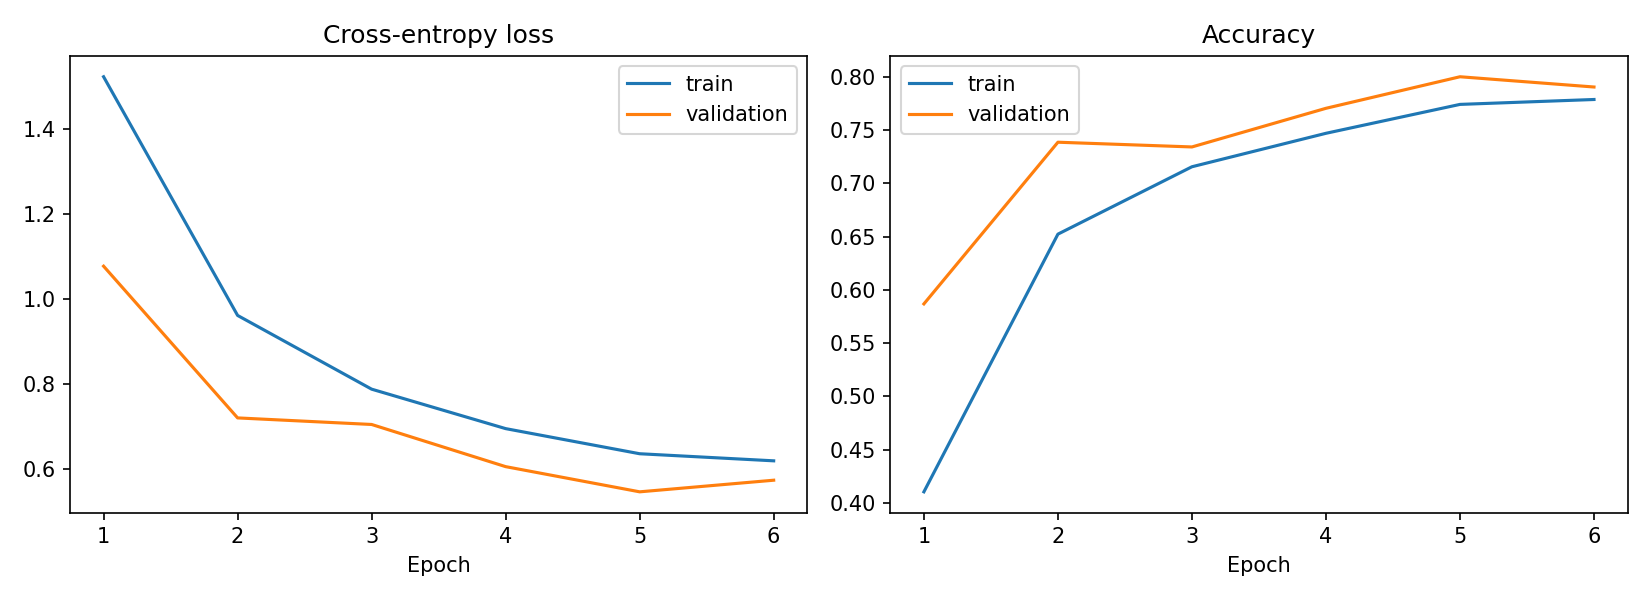 Cross-entropy loss
train
validation
1.4
1.2
1.0
0.8
0.6
1 2 3 4 5 6
Epoch
Accuracy
train
validation
0.80
0.75
0.70
0.65
0.60
0.55
0.50
0.45
0.40
1 2 3 4 5 6
Epoch